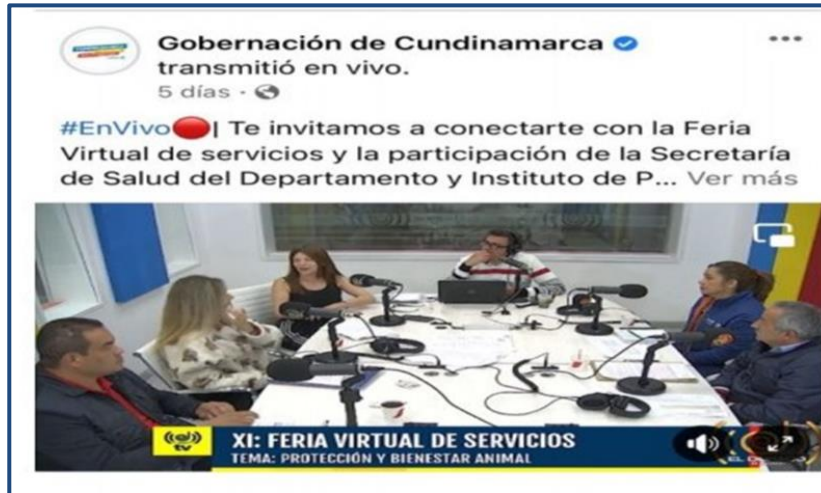 Gobernación de Cundinamarca
transmitió en vivo.
5 días ·
#EnVivo🔴| Te invitamos a conectarte con la Feria
Virtual de servicios y la participación de la Secretaría
de Salud del Departamento y Instituto de P... Ver más
tv
XI: FERIA VIRTUAL DE SERVICIOS
TEMA: PROTECCIÓN Y BIENESTAR ANIMAL